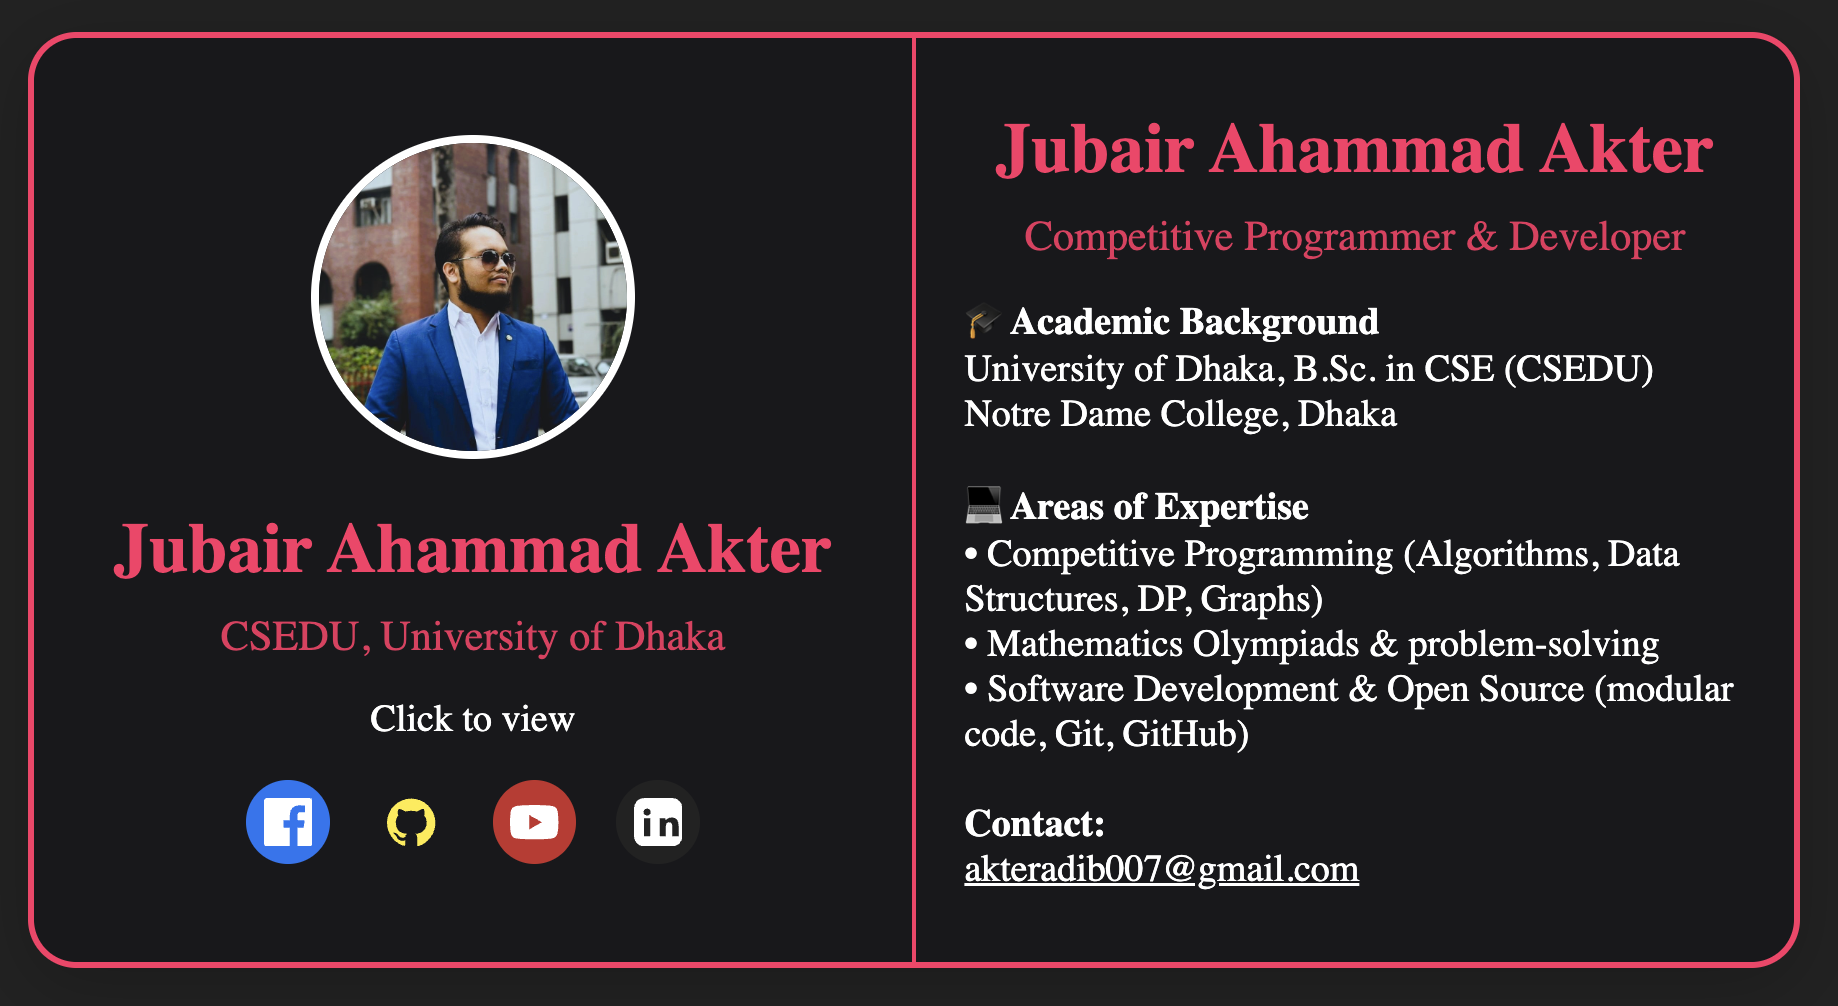 Jubair Ahammad Akter
CSEDU, University of Dhaka
Click to view
Jubair Ahammad Akter
Competitive Programmer & Developer
🎓 Academic Background
University of Dhaka, B.Sc. in CSE (CSEDU)
Notre Dame College, Dhaka
💻 Areas of Expertise
• Competitive Programming (Algorithms, Data
Structures, DP, Graphs)
• Mathematics Olympiads & problem-solving
• Software Development & Open Source (modular
code, Git, GitHub)
Contact:
akteradib007@gmail.com